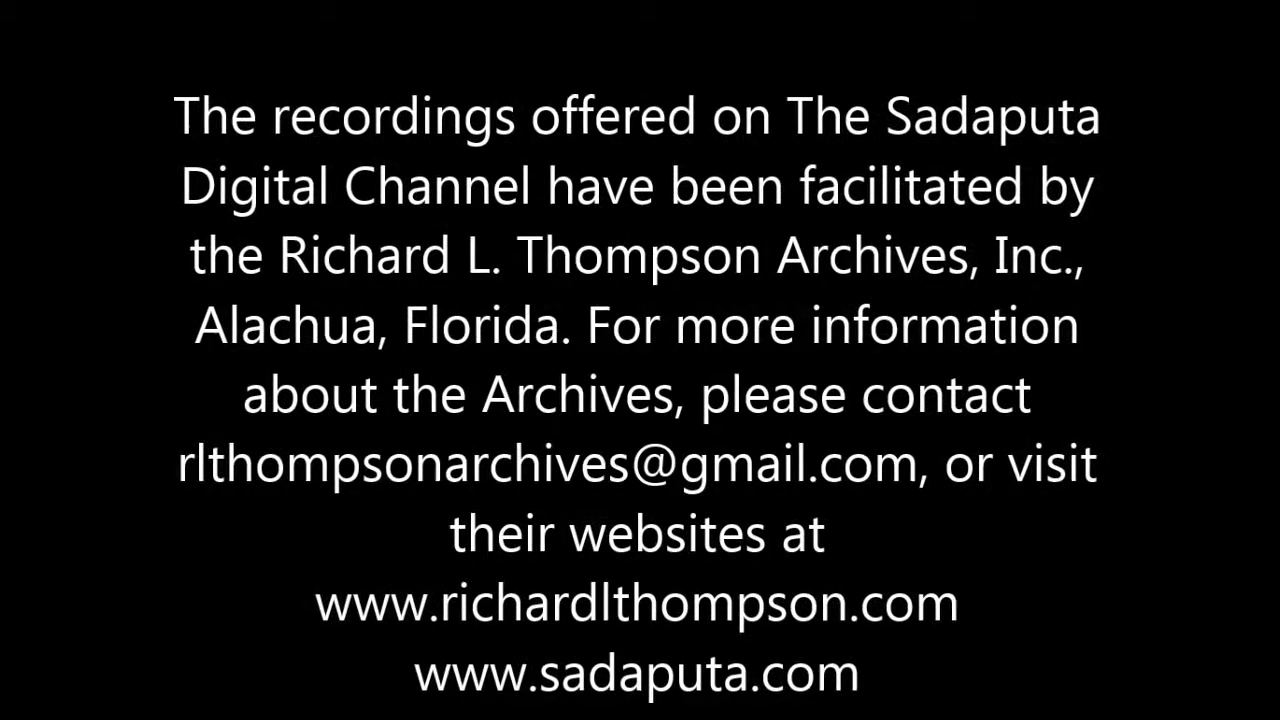 The recordings offered on The Sadaputa
Digital Channel have been facilitated by
the Richard L. Thompson Archives, Inc.,
Alachua, Florida. For more information
about the Archives, please contact
rlthompsonarchives@gmail.com, or visit
their websites at
www.richardlthompson.com
www.sadaputa.com